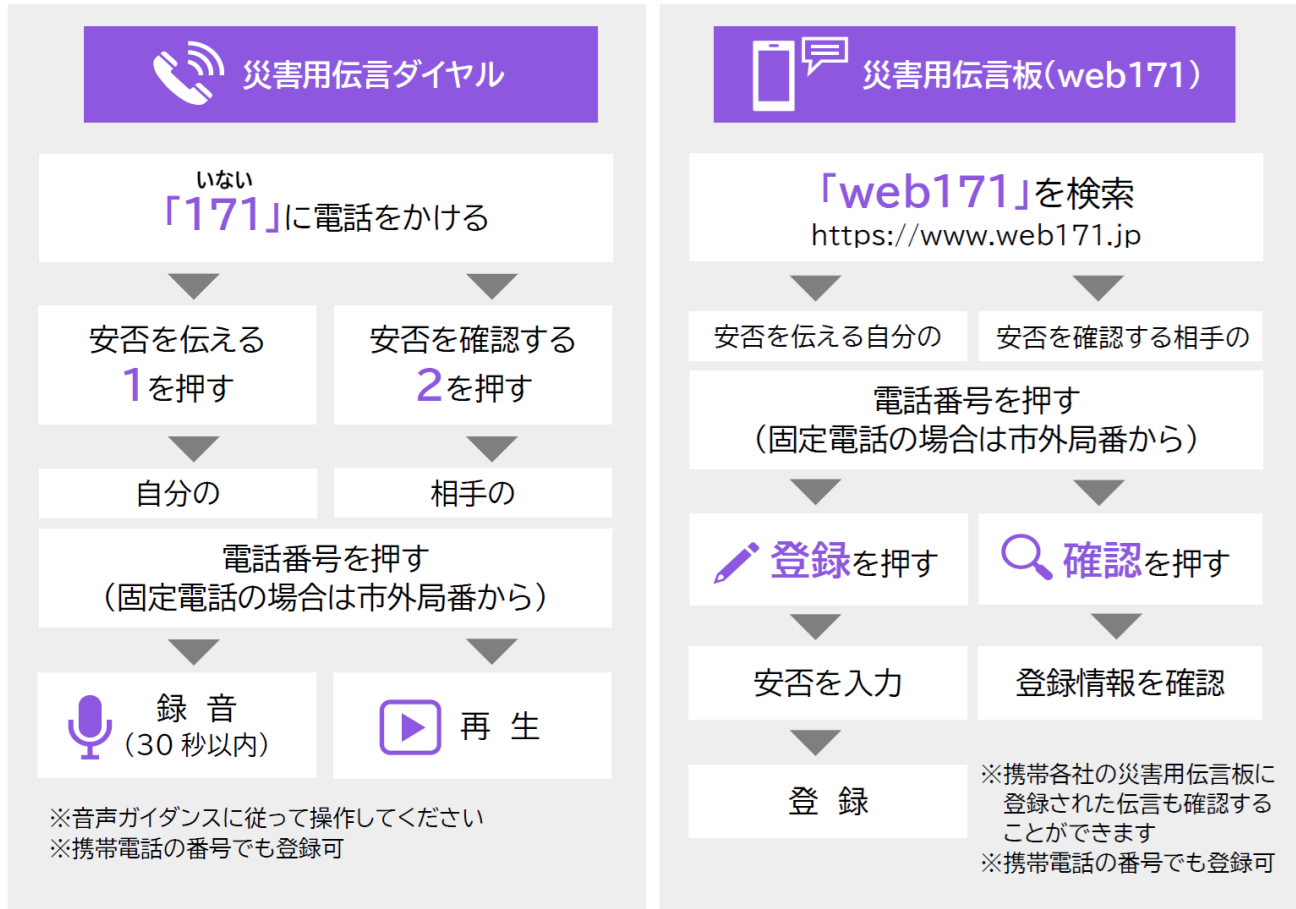 災害用伝言ダイヤル
いない
「171」に電話をかける
安否を伝える
1を押す
安否を確認する
2を押す
自分の
相手の
電話番号を押す
（固定電話の場合は市外局番から）
録 音
（30 秒以内）
再 生
※音声ガイダンスに従って操作してください
※携帯電話の番号でも登録可
災害用伝言板（web171）
「web171」を検索
https://www.web171.jp
安否を伝える自分の
安否を確認する相手の
電話番号を押す
（固定電話の場合は市外局番から）
登録を押す
確認を押す
安否を入力
登録情報を確認
登 録
※携帯各社の災害用伝言板に
登録された伝言も確認する
ことができます
※携帯電話の番号でも登録可